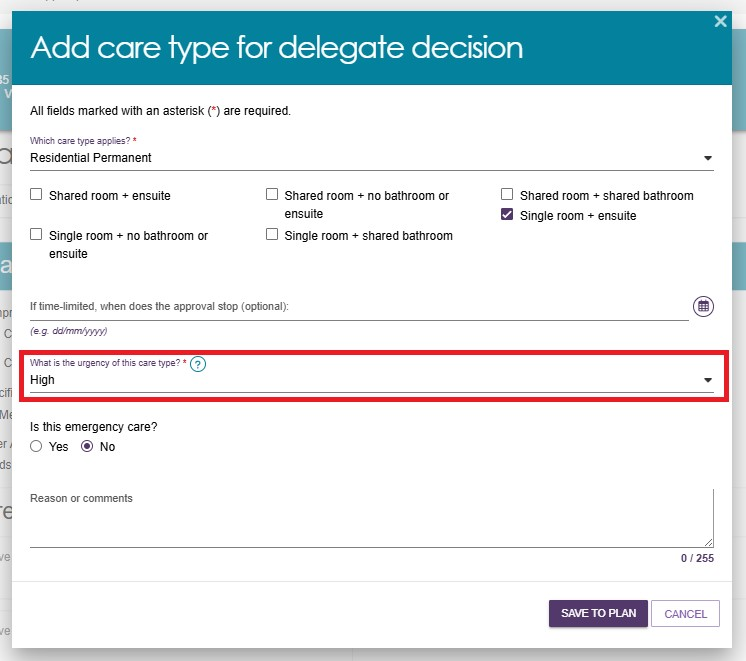 Add care type for delegate decision
All fields marked with an asterisk (*) are required.
Which care type applies? *
Residential Permanent
Shared room + ensuite
Shared room + no bathroom or
ensuite
Shared room + shared bathroom
Single room + ensuite
Single room + no bathroom or
ensuite
Single room + shared bathroom
If time-limited, when does the approval stop (optional):
(e.g. dd/mm/yyyy)
What is the urgency of this care type? * ?
High
Is this emergency care?
Yes No
Reason or comments
0 / 255
SAVE TO PLAN CANCEL